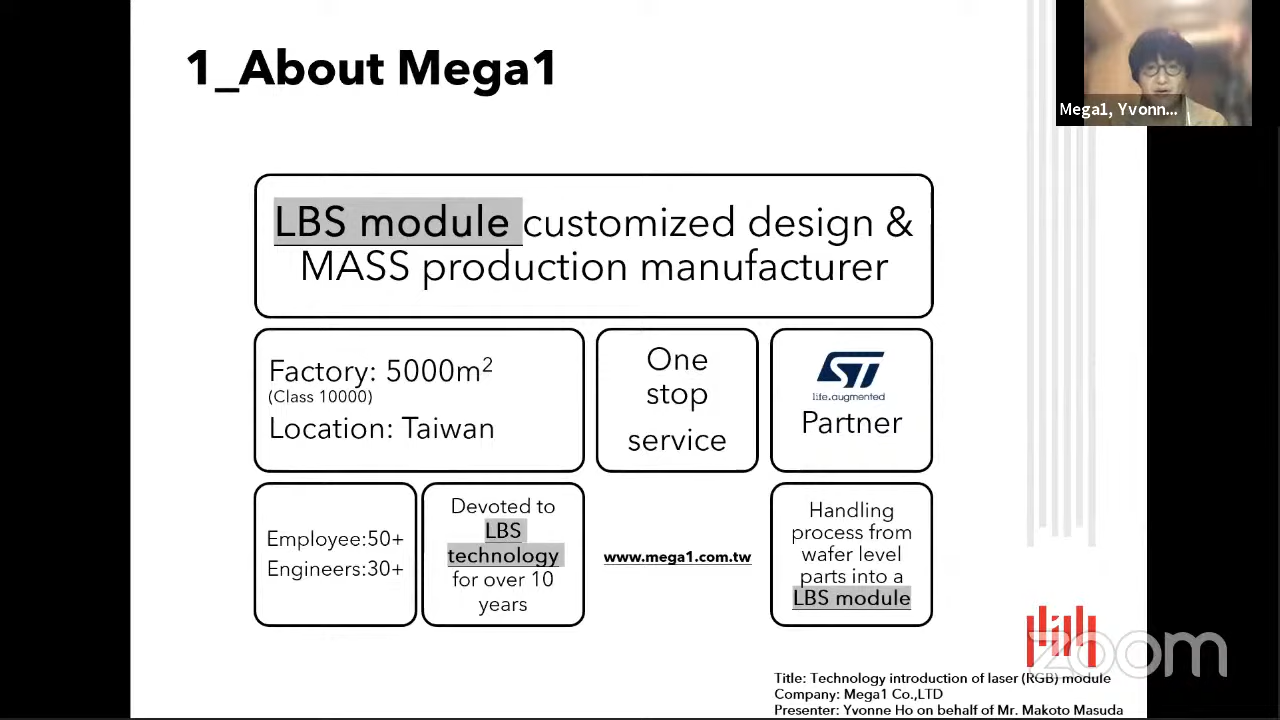 1_About Mega1
Mega1, Yvonn...
LBS module customized design &
MASS production manufacturer
Factory: 5000m²
(Class 10000)
Location: Taiwan
One
stop
service
ST
life.augmented
Partner
Employee:50+
Engineers:30+
Devoted to
LBS
technology
for over 10
years
www.mega1.com.tw
Handling
process from
wafer level
parts into a
LBS module
zoom
Title: Technology introduction of laser (RGB) module
Company: Mega1 Co.,LTD
Presenter: Yvonne Ho on behalf of Mr. Makoto Masuda